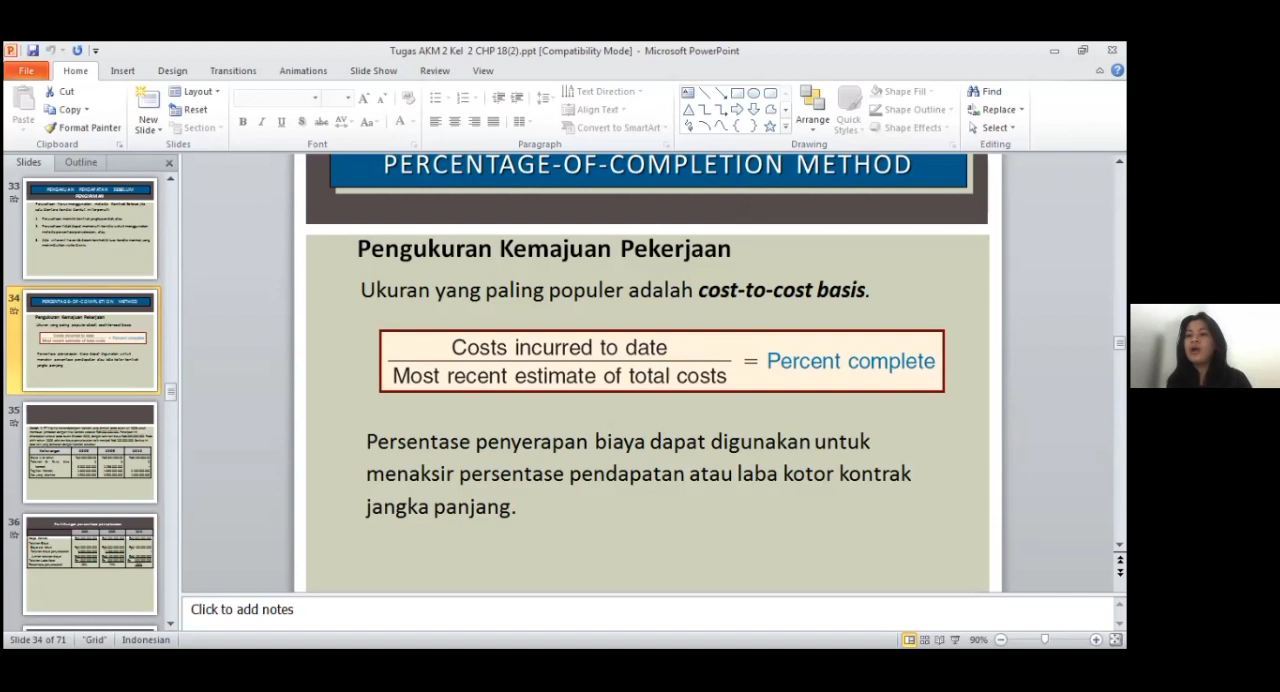 Tugas AKM 2 Kel 2 CHP 18(2).ppt [Compatibility Mode] - Microsoft PowerPoint
File Home Insert Design Transitions Animations Slide Show Review View
Cut
Copy
Format Painter
Paste
Clipboard
New
Slide
Layout
Reset
Section
Slides
Font
Text Direction
Align Text
Convert to SmartArt
Paragraph
Arrange
Quick
Styles
Shape Fill
Shape Outline
Shape Effects
Drawing
Find
Replace
Select
Editing
Slides Outline
33
34
35
36
PERCENTAGE-OF-COMPLETION METHOD
Pengukuran Kemajuan Pekerjaan
Ukuran yang paling populer adalah cost-to-cost basis.
Costs incurred to date
Most recent estimate of total costs
= Percent complete
Persentase penyerapan biaya dapat digunakan untuk
menaksir persentase pendapatan atau laba kotor kontrak
jangka panjang.
Click to add notes
Slide 34 of 71 "Grid" Indonesian 90%